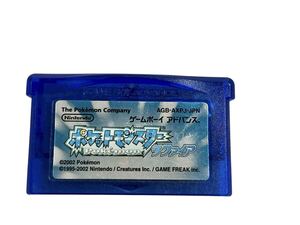 The Pokémon Company
AGB-AXPJ-JPN
Nintendo
ゲームボーイ アドバンス
ポケットモンスター
サファイア
©2002 Pokémon
©1995-2002 Nintendo / Creatures inc. / GAME FREAK inc.